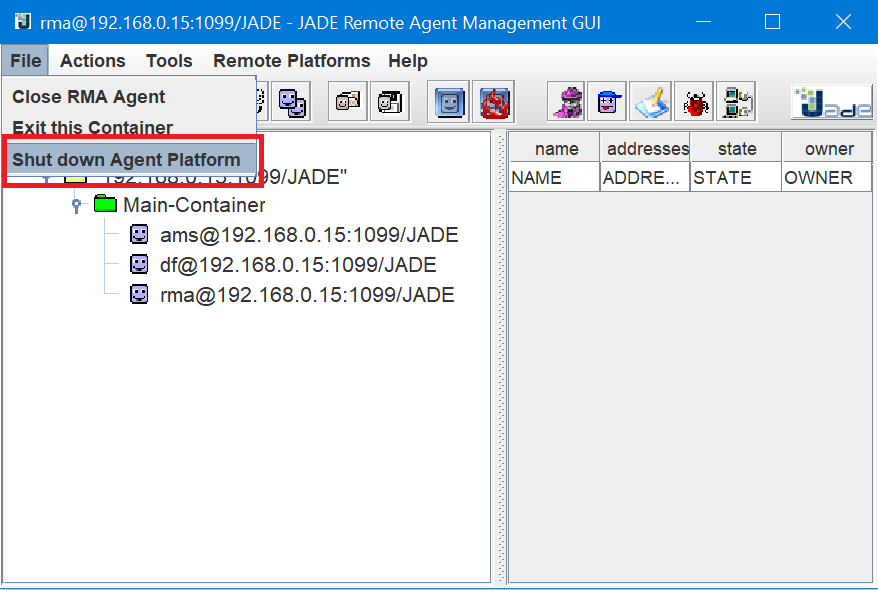 rma@192.168.0.15:1099/JADE - JADE Remote Agent Management GUI
File Actions Tools Remote Platforms Help
Close RMA Agent
Exit this Container
Shut down Agent Platform
Jade
name addresses state owner
"192.168.0.15:1099/JADE"
NAME ADDRE... STATE OWNER
Main-Container
ams@192.168.0.15:1099/JADE
df@192.168.0.15:1099/JADE
rma@192.168.0.15:1099/JADE